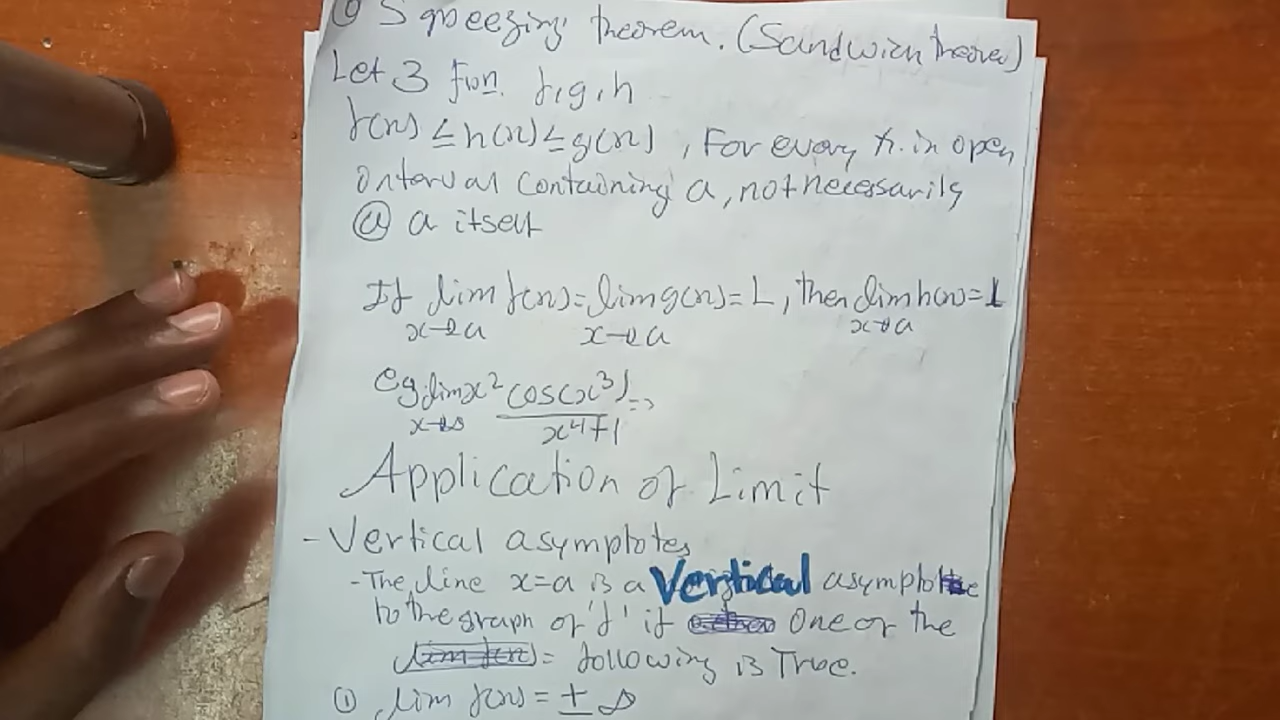 Squeezing theorem. (Sandwich theorem)
Let 3 fun. f,g,h
f(x) ≤ h(x) ≤ g(x), For every x. in open
interval containing a, not necessarily
@ a itself
If lim f(x) = lim g(x) = L, then lim h(x) = L
x→a x→a x→a
eg lim x² cos(x³) =>
x→∞ x⁴+1
Application of Limit
- Vertical asymptotes
- The line x=a is a Vertical asymptote
to the graph of 'f' if one of the
= following is True.
① lim f(x) = ± ∞